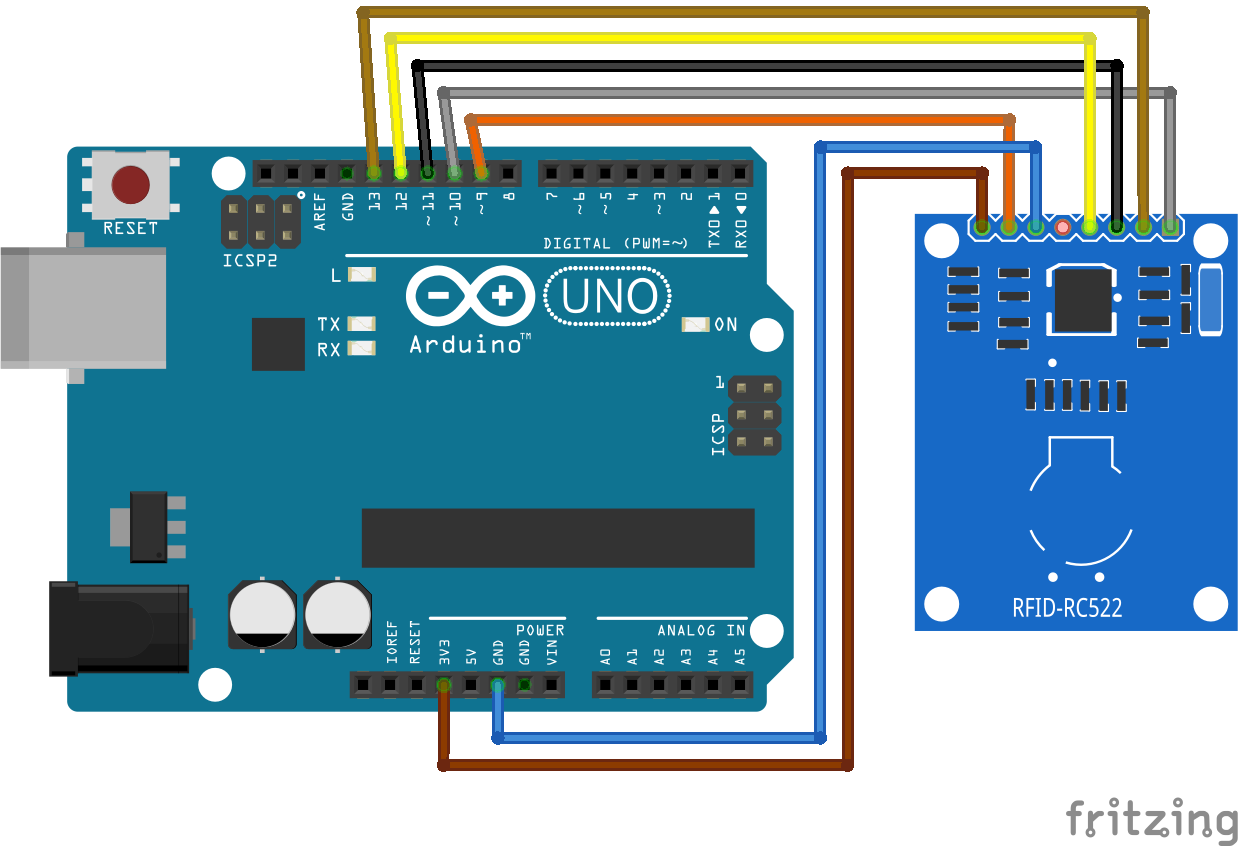 RESET
ICSP2
AREF
GND
13
12
~11
~10
~9
8
7
~6
~5
4
~3
2
TX0▶1
RX0◀0
DIGITAL (PWM=~)
L
TX
RX
UNO
Arduino™
ON
1
ICSP
RFID-RC522
POWER
ANALOG IN
IOREF
RESET
3V3
5V
GND
GND
VIN
A0
A1
A2
A3
A4
A5
fritzing